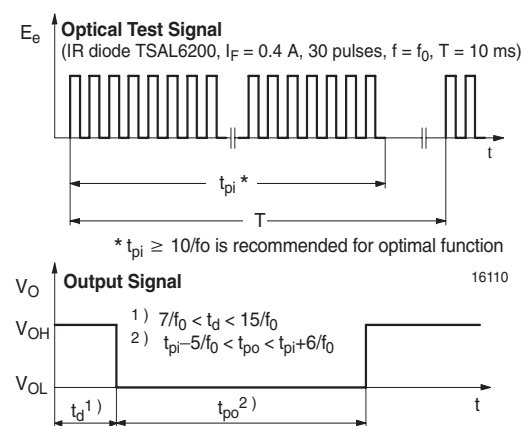 Eₑ
Optical Test Signal
(IR diode TSAL6200, I_F = 0.4 A, 30 pulses, f = f₀, T = 10 ms)
t
t_pi *
T
* t_pi ≥ 10/fo is recommended for optimal function
V_O
Output Signal
16110
V_OH
1 ) 7/f₀ < t_d < 15/f₀
2 ) t_pi–5/f₀ < t_po < t_pi+6/f₀
V_OL
t_d 1 )
t_po 2 )
t